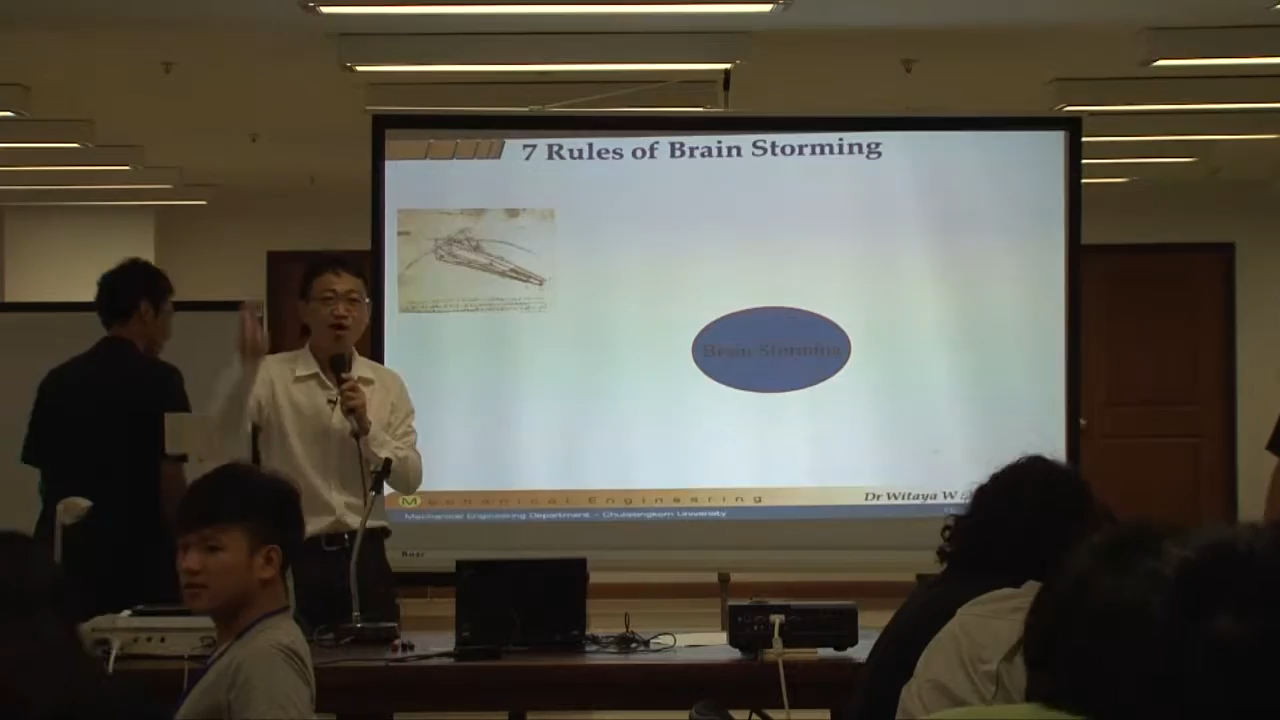 7 Rules of Brain Storming
Brain Storming
Mechanical Engineering
Dr Witaya W
Mechanical Engineering Department – Chulalongkorn University